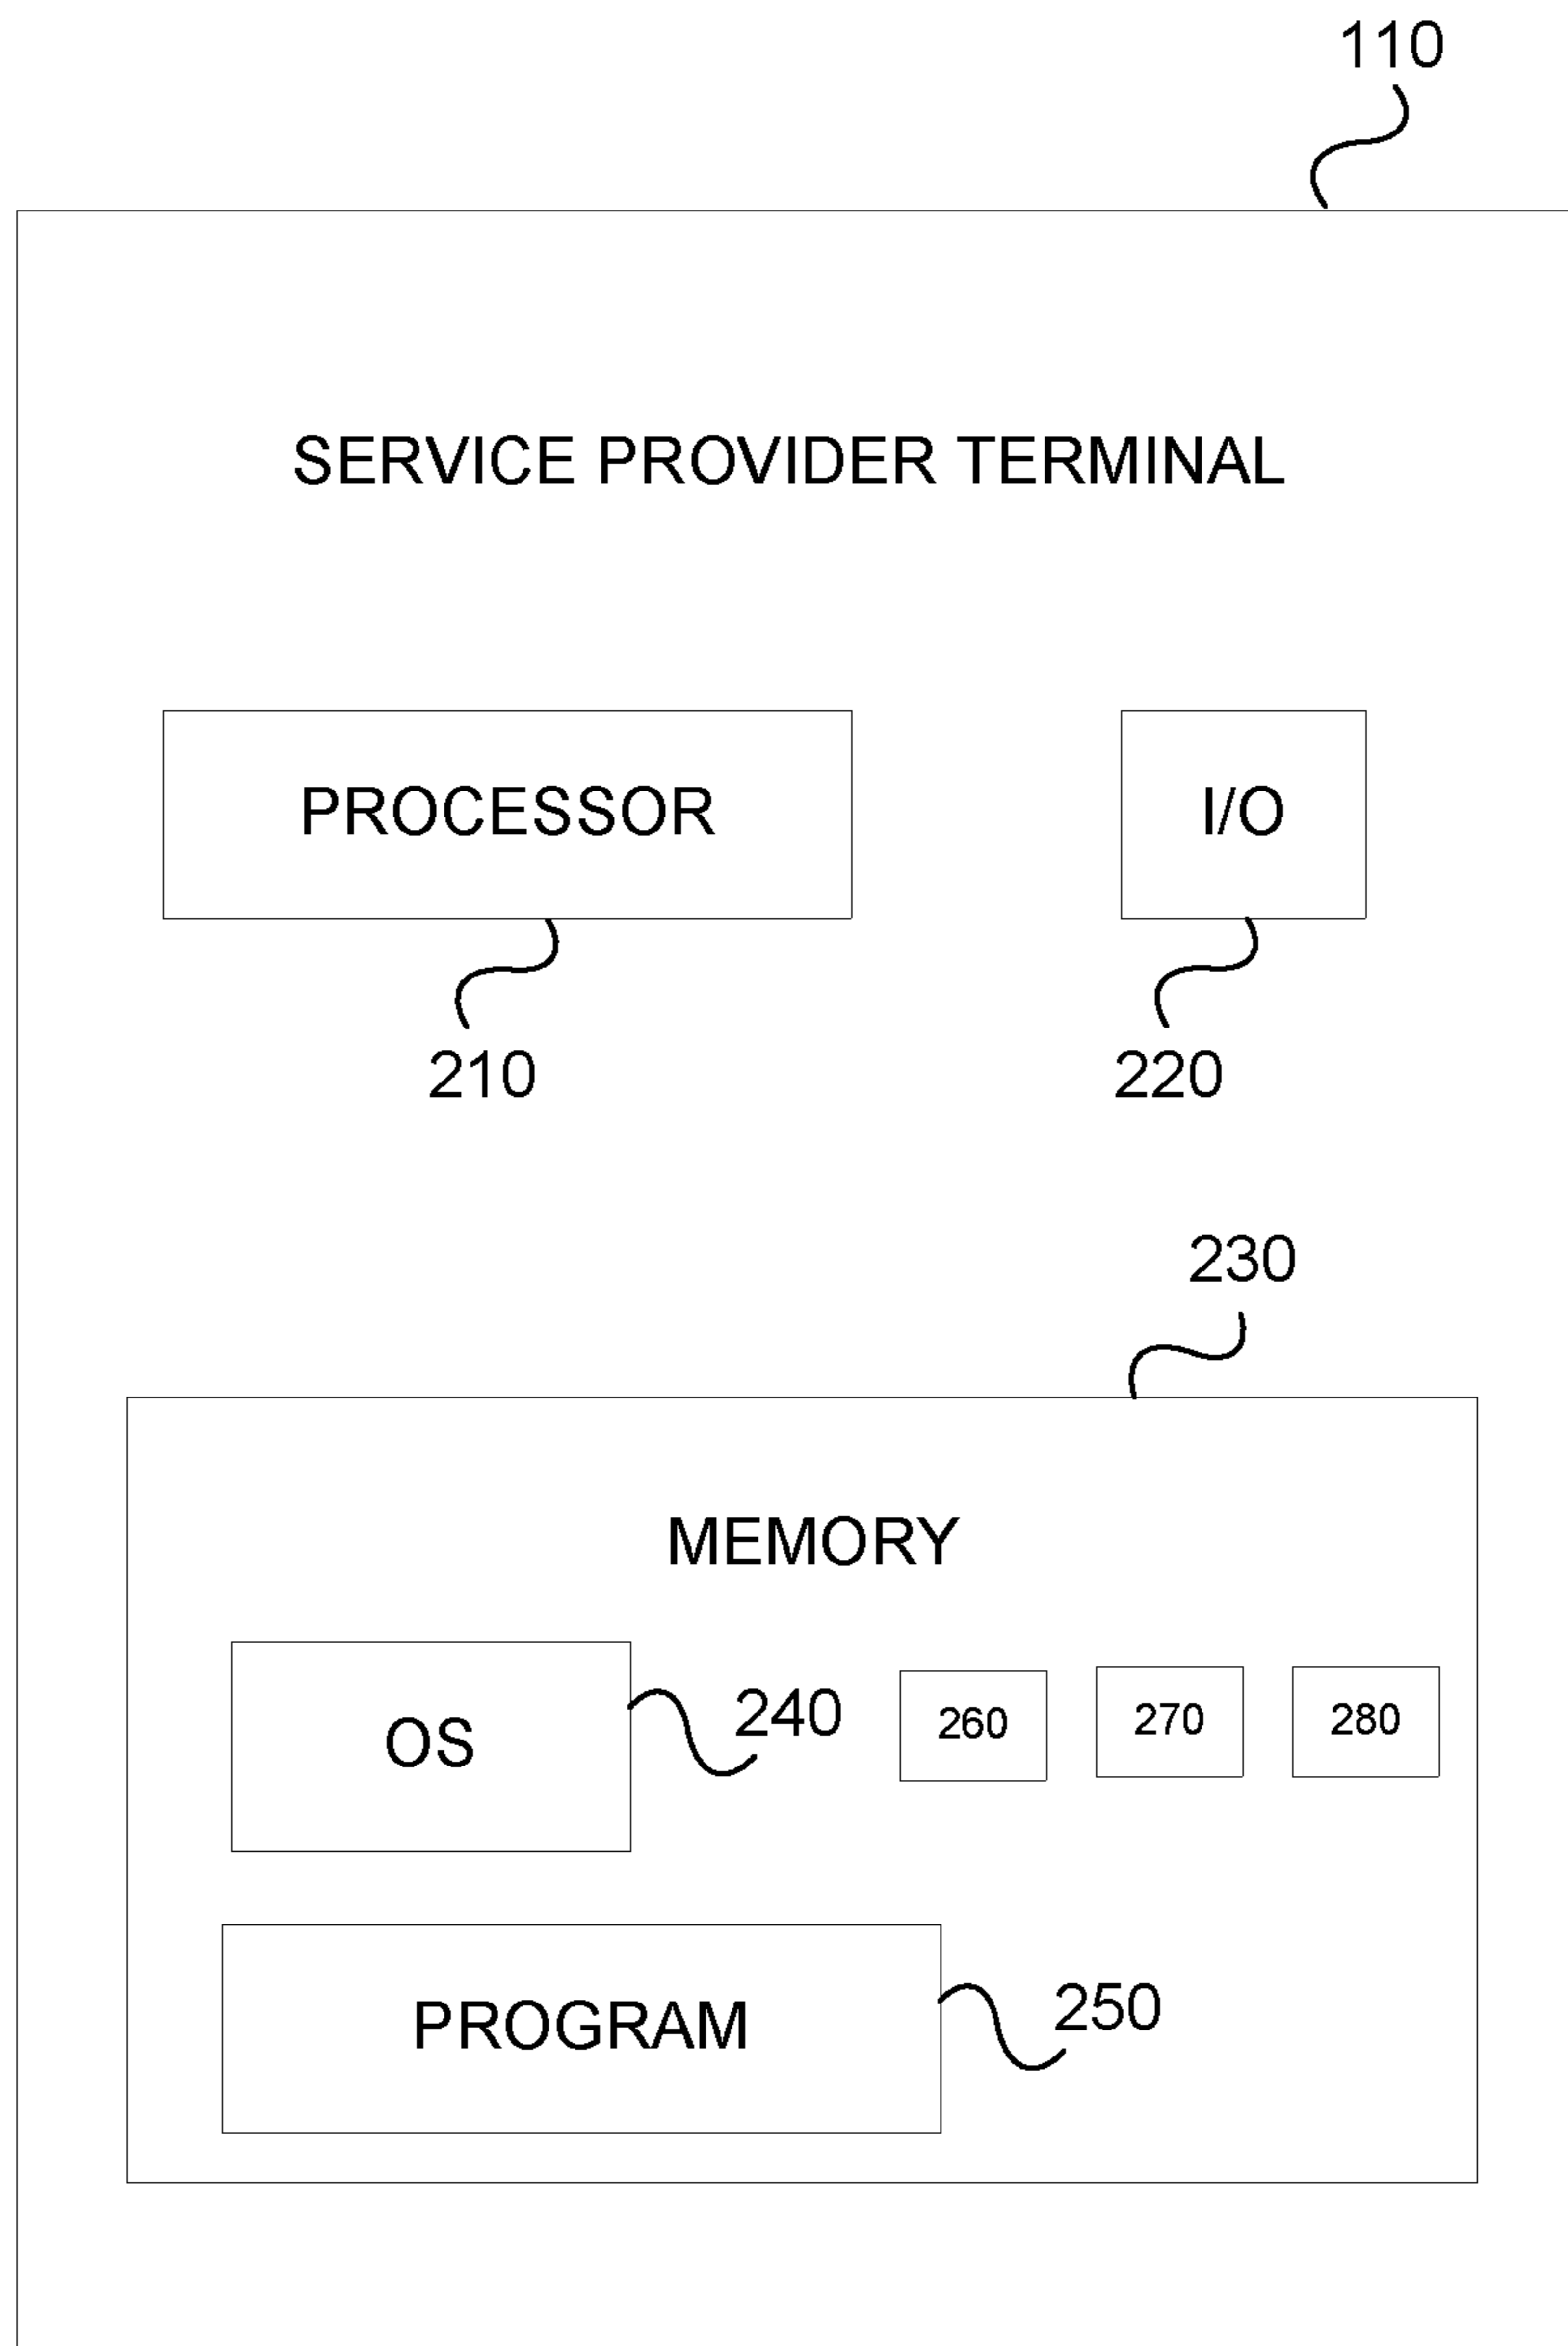 110
SERVICE PROVIDER TERMINAL
PROCESSOR
I/O
210
220
230
MEMORY
OS
240
260
270
280
PROGRAM
250